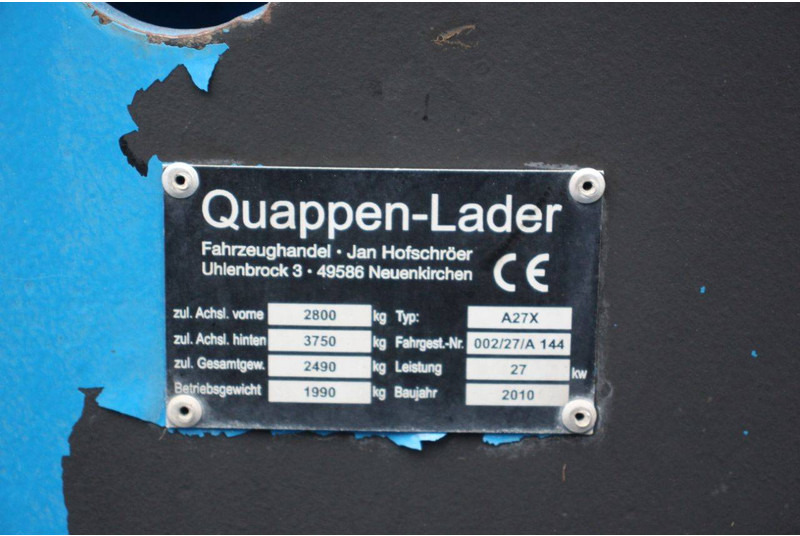 Quappen-Lader
Fahrzeughandel · Jan Hofschröer
Uhlenbrock 3 · 49586 Neuenkirchen
CE
zul. Achsl. vorne 2800 kg Typ: A27X
zul. Achsl. hinten 3750 kg Fahrgest.-Nr. 002/27/A 144
zul. Gesamtgew. 2490 kg Leistung 27 kw
Betriebsgewicht 1990 kg Baujahr 2010